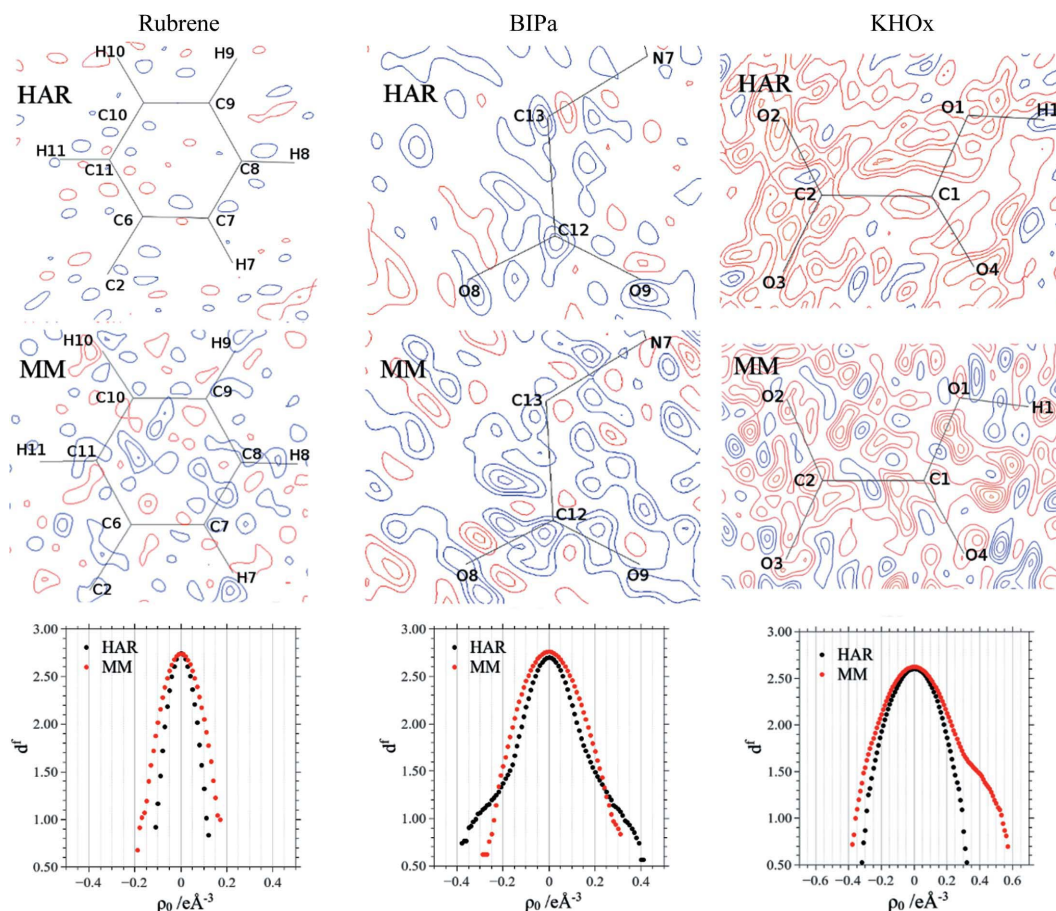 Rubrene BIPa KHOx
HAR
H10
H9
C10
C9
H11
C11
C8
H8
C6
C7
H7
C2
HAR
N7
C13
C12
O8
O9
HAR
O2
O1
H1
C2
C1
O3
O4
MM
H10
H9
C10
C9
H11
C11
C8
H8
C6
C7
H7
C2
MM
N7
C13
C12
O8
O9
MM
O2
O1
H1
C2
C1
O3
O4
3.00
2.50
2.00
1.50
1.00
0.50
d^f
HAR
MM
−0.4 −0.2 0 0.2 0.4
ρ₀ /eÅ⁻³
3.00
2.50
2.00
1.50
1.00
0.50
d^f
HAR
MM
−0.4 −0.2 0 0.2 0.4
ρ₀ /eÅ⁻³
3.00
2.50
2.00
1.50
1.00
0.50
d^f
HAR
MM
−0.6 −0.4 −0.2 0 0.2 0.4 0.6
ρ₀ /eÅ⁻³